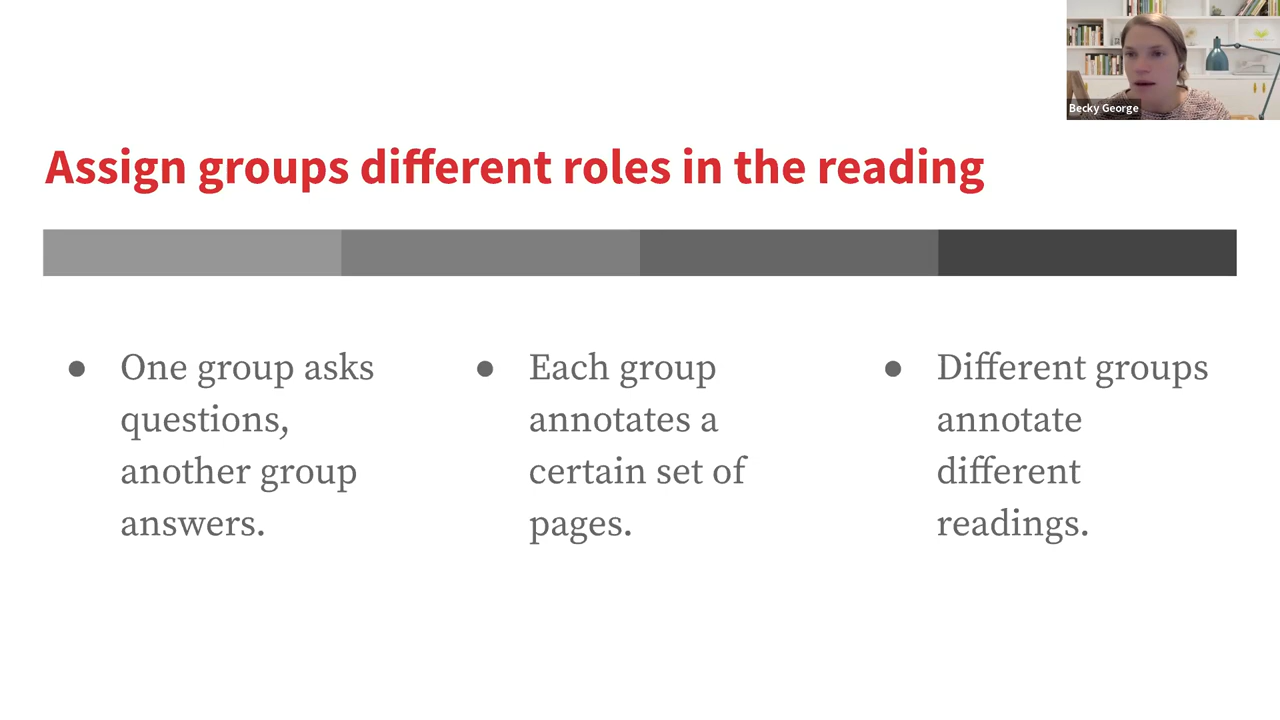 Becky George
Assign groups different roles in the reading
● One group asks
questions,
another group
answers.
● Each group
annotates a
certain set of
pages.
● Different groups
annotate
different
readings.